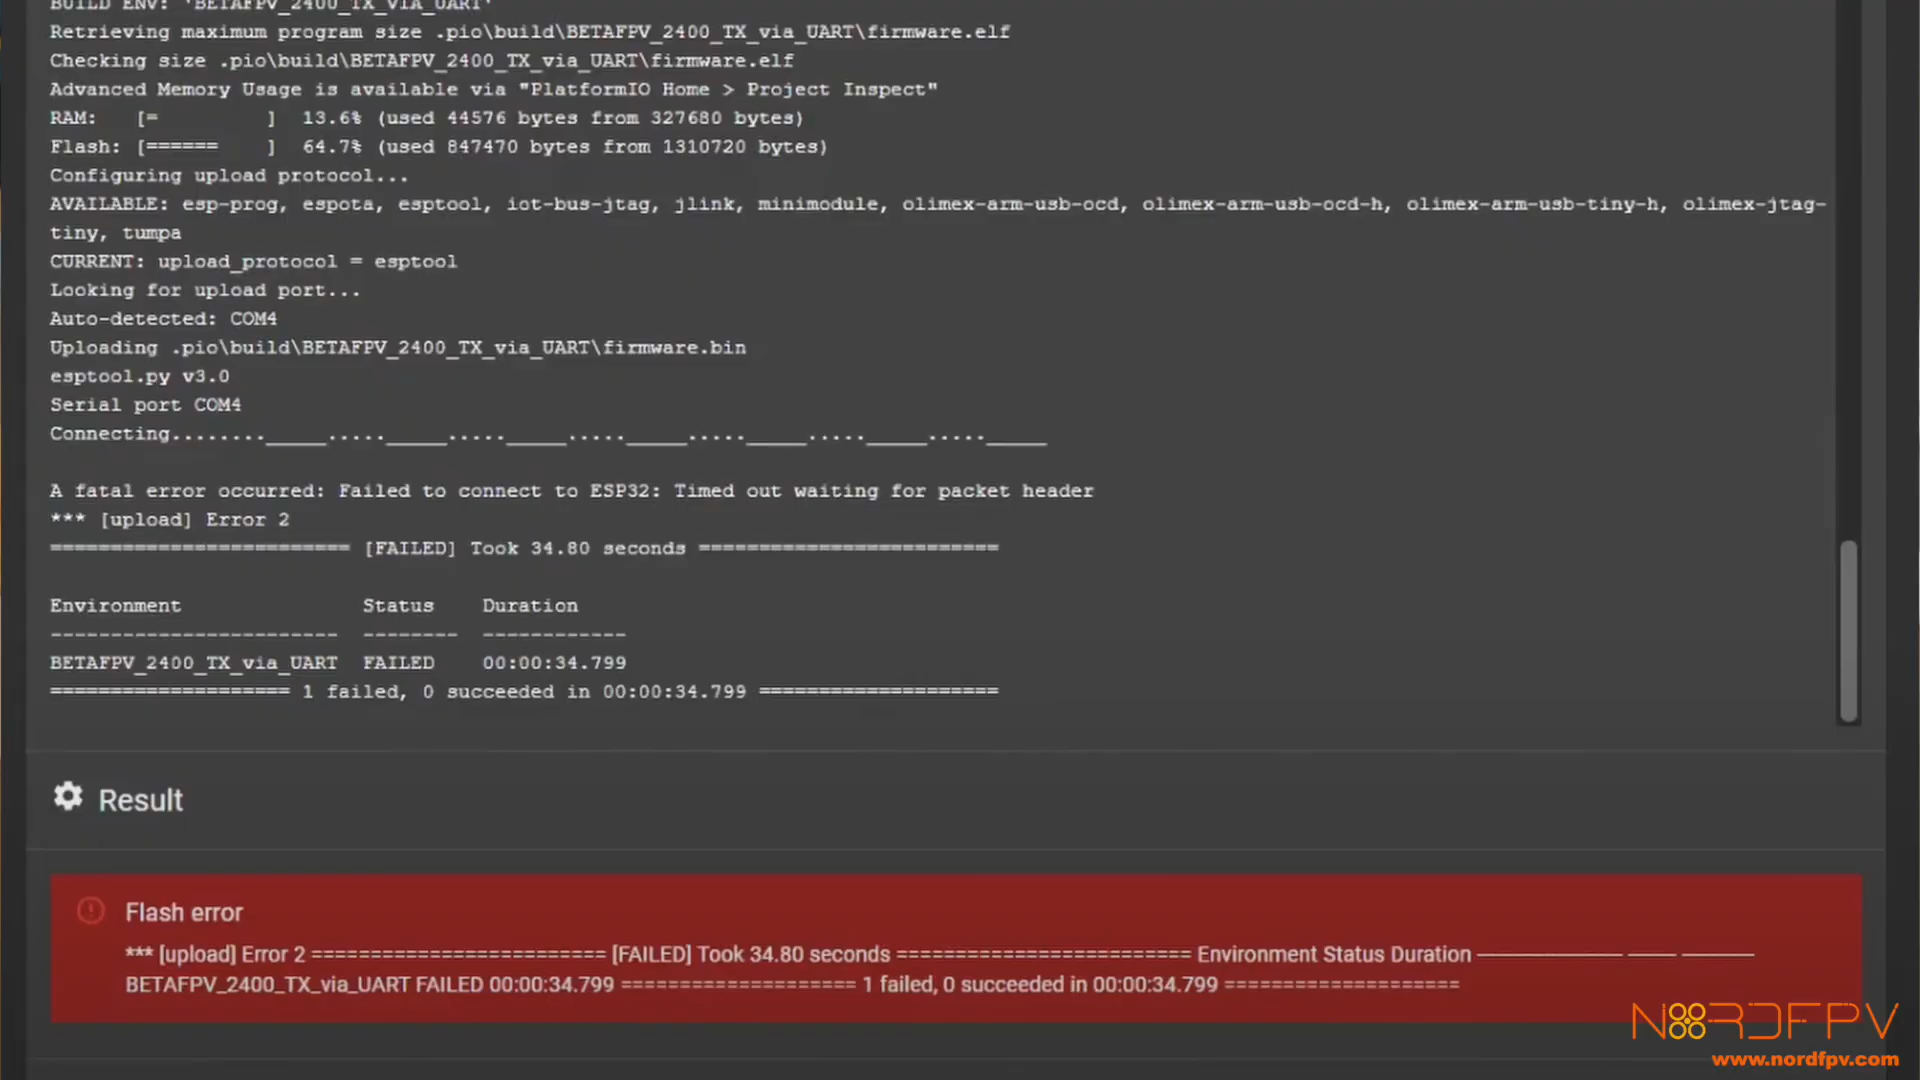 BUILD ENV: 'BETAFPV_2400_TX_VIA_UART'
Retrieving maximum program size .pio\build\BETAFPV_2400_TX_via_UART\firmware.elf
Checking size .pio\build\BETAFPV_2400_TX_via_UART\firmware.elf
Advanced Memory Usage is available via "PlatformIO Home > Project Inspect"
RAM:   [=         ]  13.6% (used 44576 bytes from 327680 bytes)
Flash: [======    ]  64.7% (used 847470 bytes from 1310720 bytes)
Configuring upload protocol...
AVAILABLE: esp-prog, espota, esptool, iot-bus-jtag, jlink, minimodule, olimex-arm-usb-ocd, olimex-arm-usb-ocd-h, olimex-arm-usb-tiny-h, olimex-jtag-
tiny, tumpa
CURRENT: upload_protocol = esptool
Looking for upload port...
Auto-detected: COM4
Uploading .pio\build\BETAFPV_2400_TX_via_UART\firmware.bin
esptool.py v3.0
Serial port COM4
Connecting........_____....._____....._____....._____....._____....._____....._____
A fatal error occurred: Failed to connect to ESP32: Timed out waiting for packet header
*** [upload] Error 2
========================= [FAILED] Took 34.80 seconds =========================
Environment               Status    Duration
------------------------  --------  ------------
BETAFPV_2400_TX_via_UART  FAILED    00:00:34.799
==================== 1 failed, 0 succeeded in 00:00:34.799 ====================
Result
Flash error
*** [upload] Error 2 ========================= [FAILED] Took 34.80 seconds ========================= Environment Status Duration ------------------------ -------- ------------
BETAFPV_2400_TX_via_UART FAILED 00:00:34.799 ==================== 1 failed, 0 succeeded in 00:00:34.799 ====================
NORDFPV
www.nordfpv.com